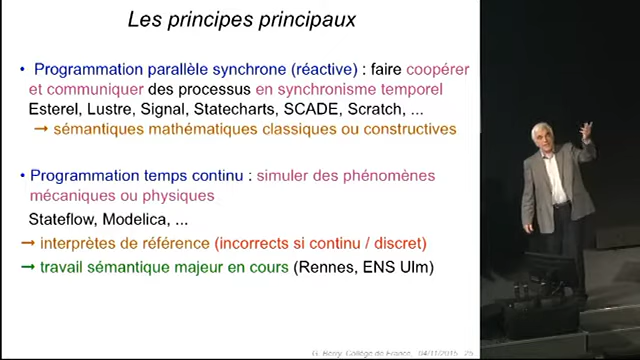 Les principes principaux
• Programmation parallèle synchrone (réactive) : faire coopérer
et communiquer des processus en synchronisme temporel
Esterel, Lustre, Signal, Statecharts, SCADE, Scratch, ...
→ sémantiques mathématiques classiques ou constructives
• Programmation temps continu : simuler des phénomènes
mécaniques ou physiques
Stateflow, Modelica, ...
→ interprètes de référence (incorrects si continu / discret)
→ travail sémantique majeur en cours (Rennes, ENS Ulm)
G. Berry, Collège de France, 04/11/2015 25